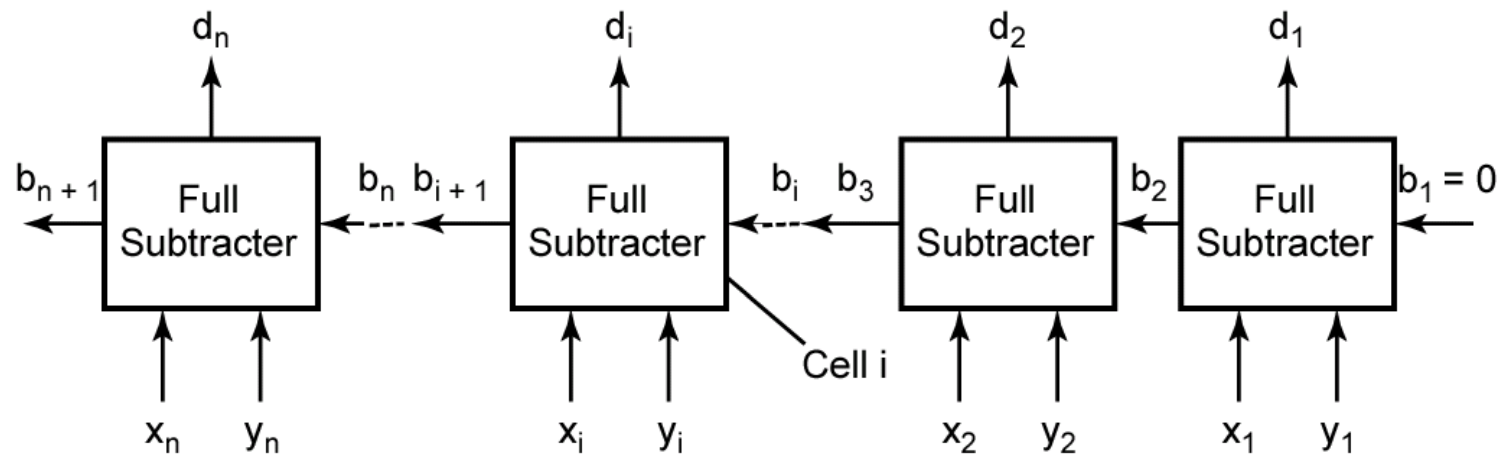 dₙ dᵢ d₂ d₁
bₙ ₊ ₁ Full Subtracter bₙ bᵢ ₊ ₁ Full Subtracter bᵢ b₃ Full Subtracter b₂ Full Subtracter b₁ = 0
Cell i
xₙ yₙ xᵢ yᵢ x₂ y₂ x₁ y₁